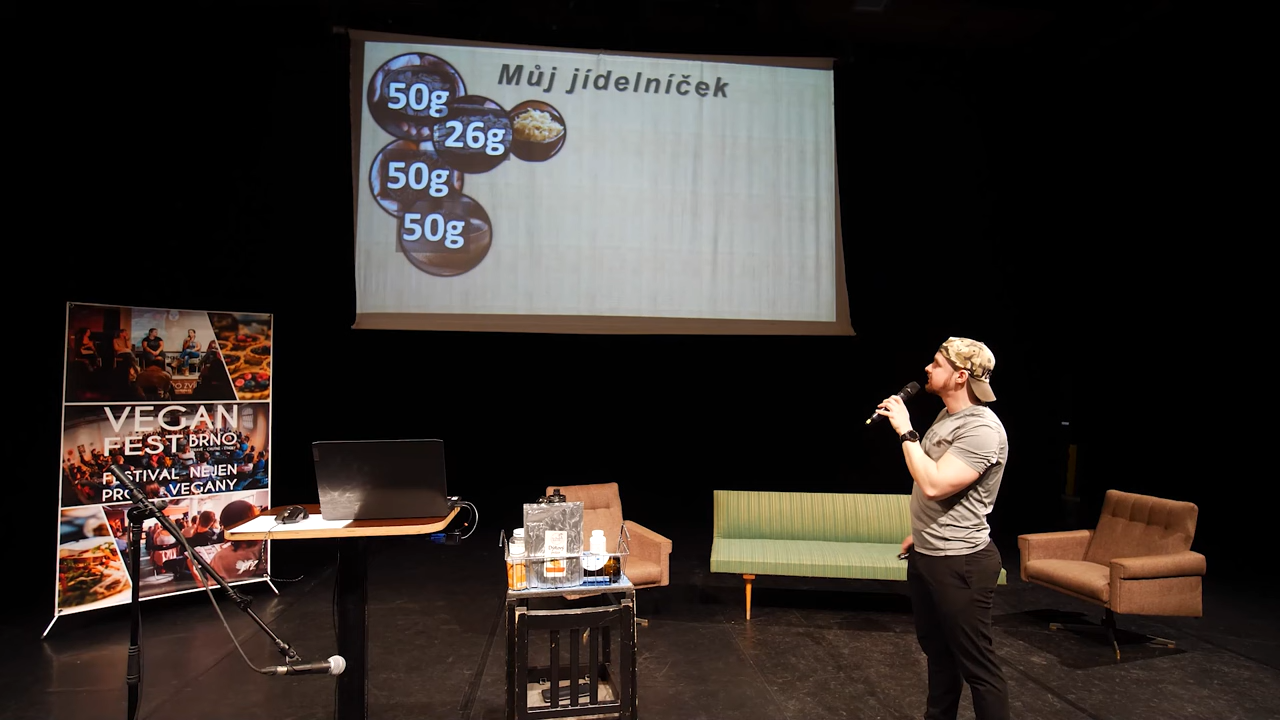 Můj jídelníček
50g
26g
50g
50g
VEGAN
FEST BRNO
FESTIVAL NEJEN
PRO VEGANY